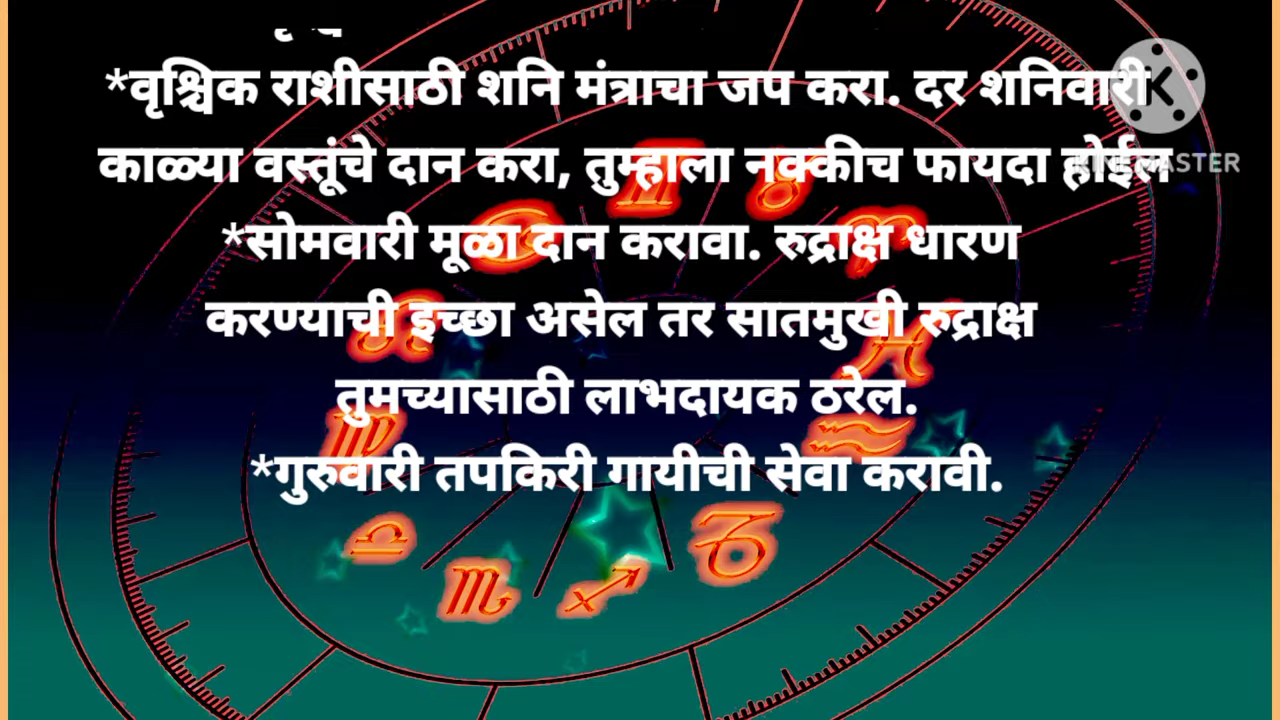 *वृश्चिक राशीसाठी शनि मंत्राचा जप करा. दर शनिवारी
काळ्या वस्तूंचे दान करा, तुम्हाला नक्कीच फायदा होईल
KINEMASTER
*सोमवारी मूळा दान करावा. रुद्राक्ष धारण
करण्याची इच्छा असेल तर सातमुखी रुद्राक्ष
तुमच्यासाठी लाभदायक ठरेल.
*गुरुवारी तपकिरी गायीची सेवा करावी.